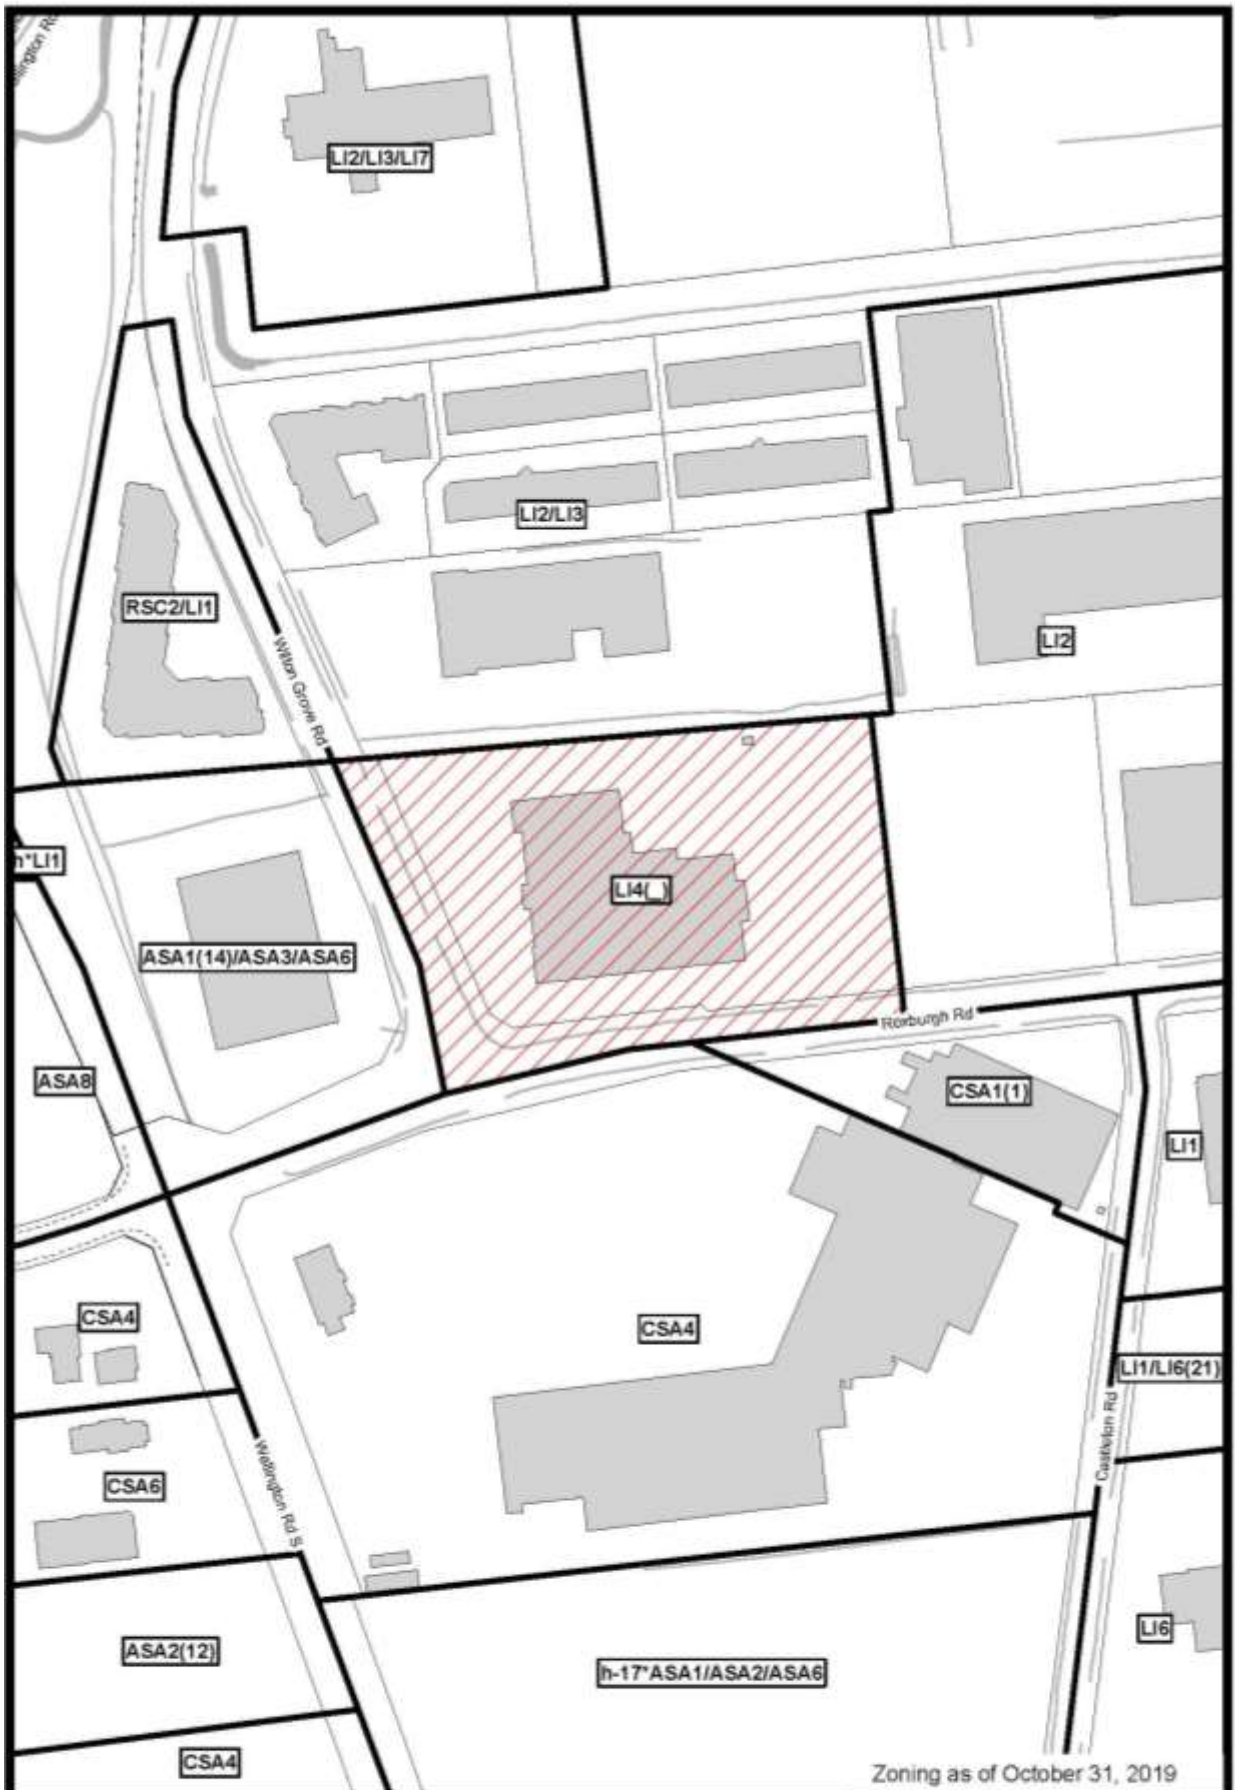 LI2/LI3/LI7
LI2/LI3
RSC2/LI1
LI2
Wilton Grove Rd
h*LI1
LI4(_)
ASA1(14)/ASA3/ASA6
Roxburgh Rd
ASA8
CSA1(1)
LI1
CSA4
CSA4
LI1/LI6(21)
Castleton Rd
CSA6
Wellington Rd S
ASA2(12)
LI6
h-17*ASA1/ASA2/ASA6
CSA4
Zoning as of October 31, 2019